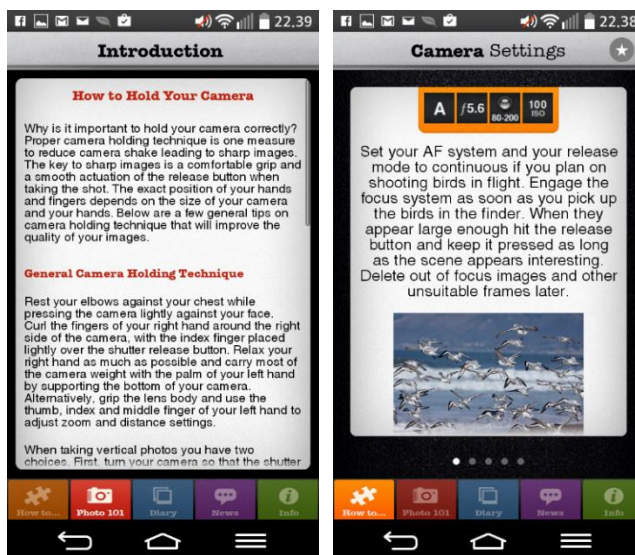 22.39
Introduction
How to Hold Your Camera
Why is it important to hold your camera correctly?
Proper camera holding technique is one measure
to reduce camera shake leading to sharp images.
The key to sharp images is a comfortable grip and
a smooth actuation of the release button when
taking the shot. The exact position of your hands
and fingers depends on the size of your camera
and your hands. Below are a few general tips on
camera holding technique that will improve the
quality of your images.
General Camera Holding Technique
Rest your elbows against your chest while
pressing the camera lightly against your face.
Curl the fingers of your right hand around the right
side of the camera, with the index finger placed
lightly over the shutter release button. Relax your
right hand as much as possible and carry most of
the camera weight with the palm of your left hand
by supporting the bottom of your camera.
Alternatively, grip the lens body and use the
thumb, index and middle finger of your left hand to
adjust zoom and distance settings.
When taking vertical photos you have two
choices. First, turn your camera so that the shutter
How to... Photo 101 Diary News Info
22.38
Camera Settings
A f5.6 80-200 100 ISO
Set your AF system and your release
mode to continuous if you plan on
shooting birds in flight. Engage the
focus system as soon as you pick up
the birds in the finder. When they
appear large enough hit the release
button and keep it pressed as long
as the scene appears interesting.
Delete out of focus images and other
unsuitable frames later.
How to... Photo 101 Diary News Info